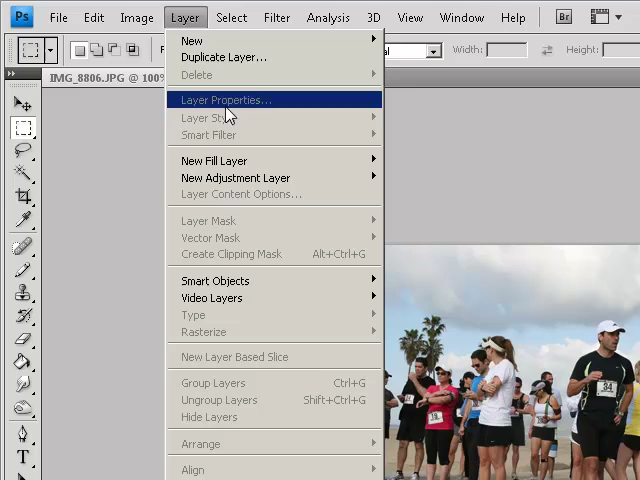 Ps File Edit Image Layer Select Filter Analysis 3D View Window Help Br
Width: Height:
IMG_8806.JPG @ 100%
New
Duplicate Layer...
Delete
Layer Properties...
Layer
Smart Filter
New Fill Layer
New Adjustment Layer
Layer Content Options...
Layer Mask
Vector Mask
Create Clipping Mask Alt+Ctrl+G
Smart Objects
Video Layers
Type
Rasterize
New Layer Based Slice
Group Layers Ctrl+G
Ungroup Layers Shift+Ctrl+G
Hide Layers
Arrange
Align
T
34